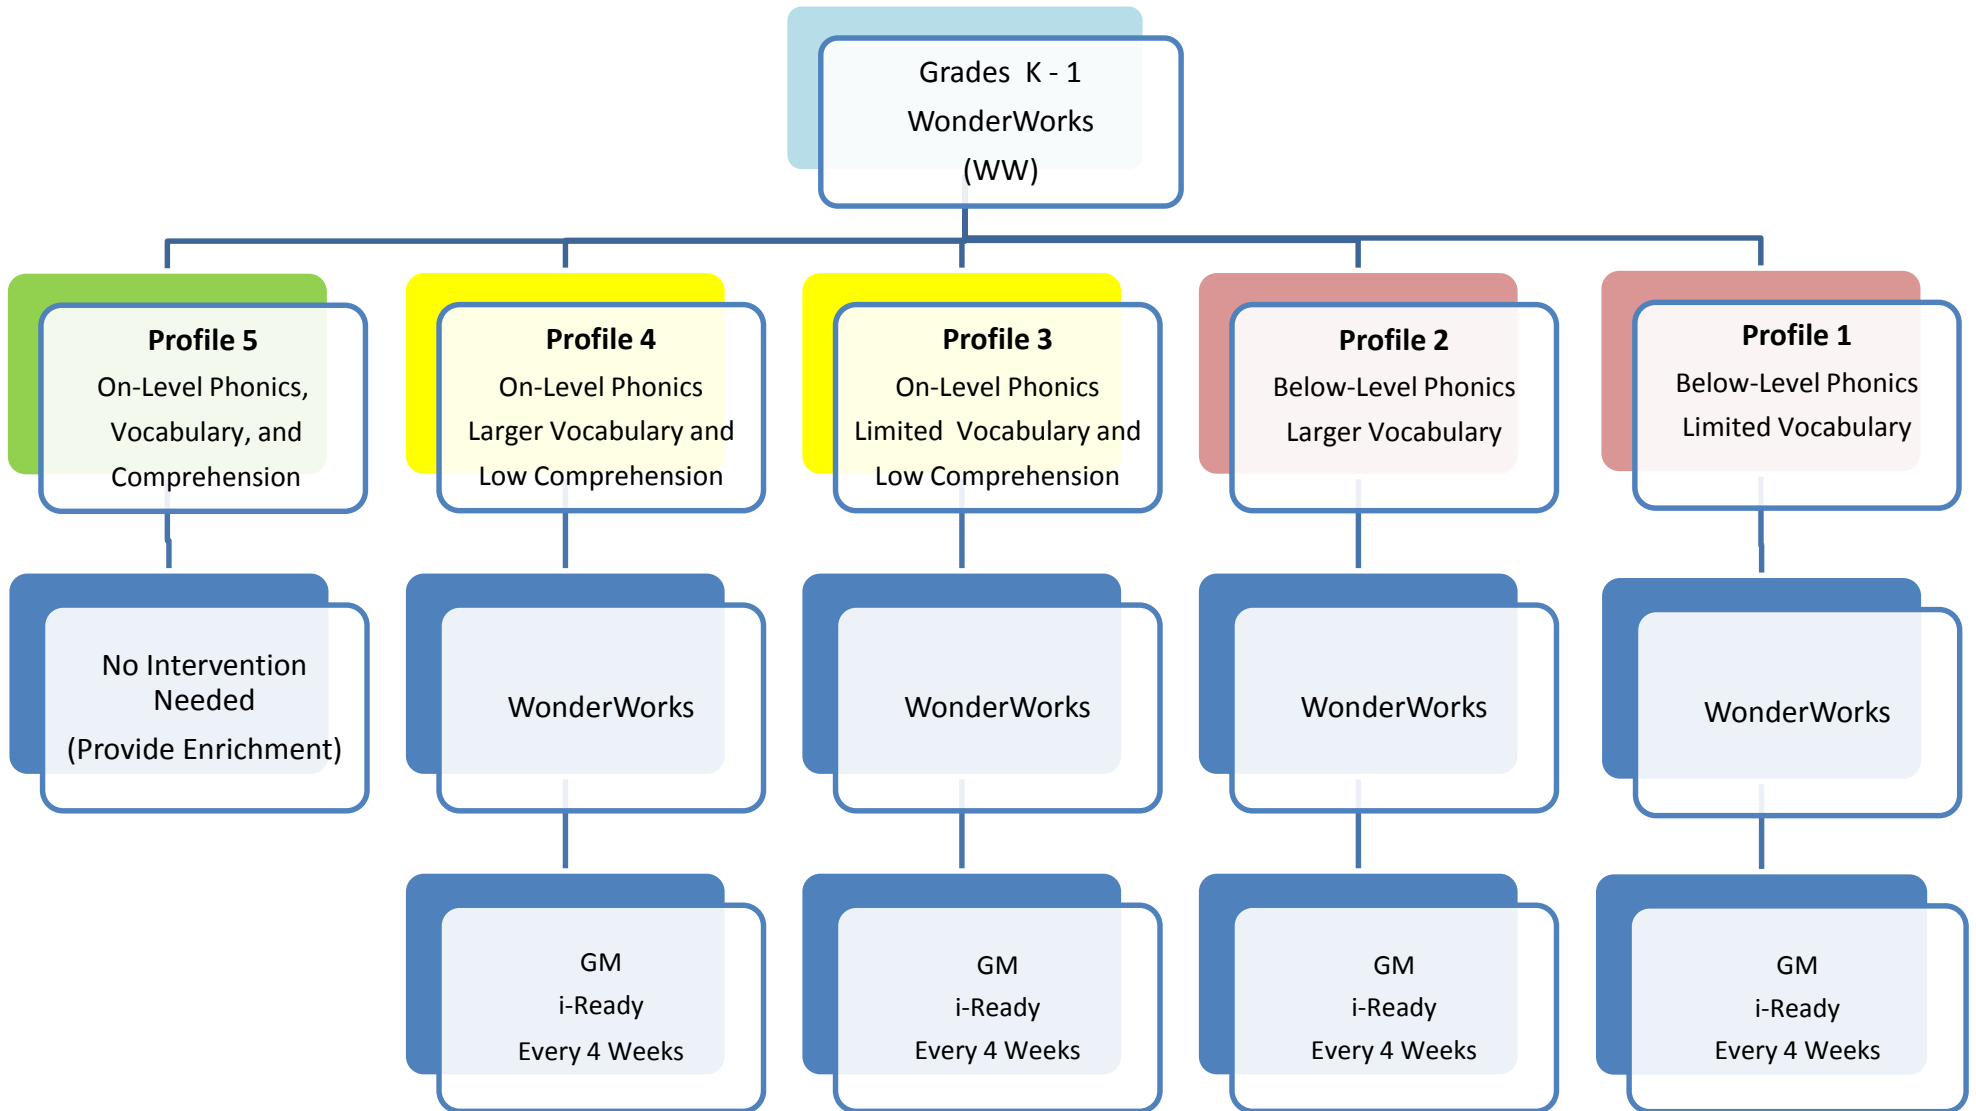 Grades K - 1
WonderWorks
(WW)
Profile 5
On-Level Phonics,
Vocabulary, and
Comprehension
Profile 4
On-Level Phonics
Larger Vocabulary and
Low Comprehension
Profile 3
On-Level Phonics
Limited Vocabulary and
Low Comprehension
Profile 2
Below-Level Phonics
Larger Vocabulary
Profile 1
Below-Level Phonics
Limited Vocabulary
No Intervention
Needed
(Provide Enrichment)
WonderWorks
WonderWorks
WonderWorks
WonderWorks
GM
i-Ready
Every 4 Weeks
GM
i-Ready
Every 4 Weeks
GM
i-Ready
Every 4 Weeks
GM
i-Ready
Every 4 Weeks